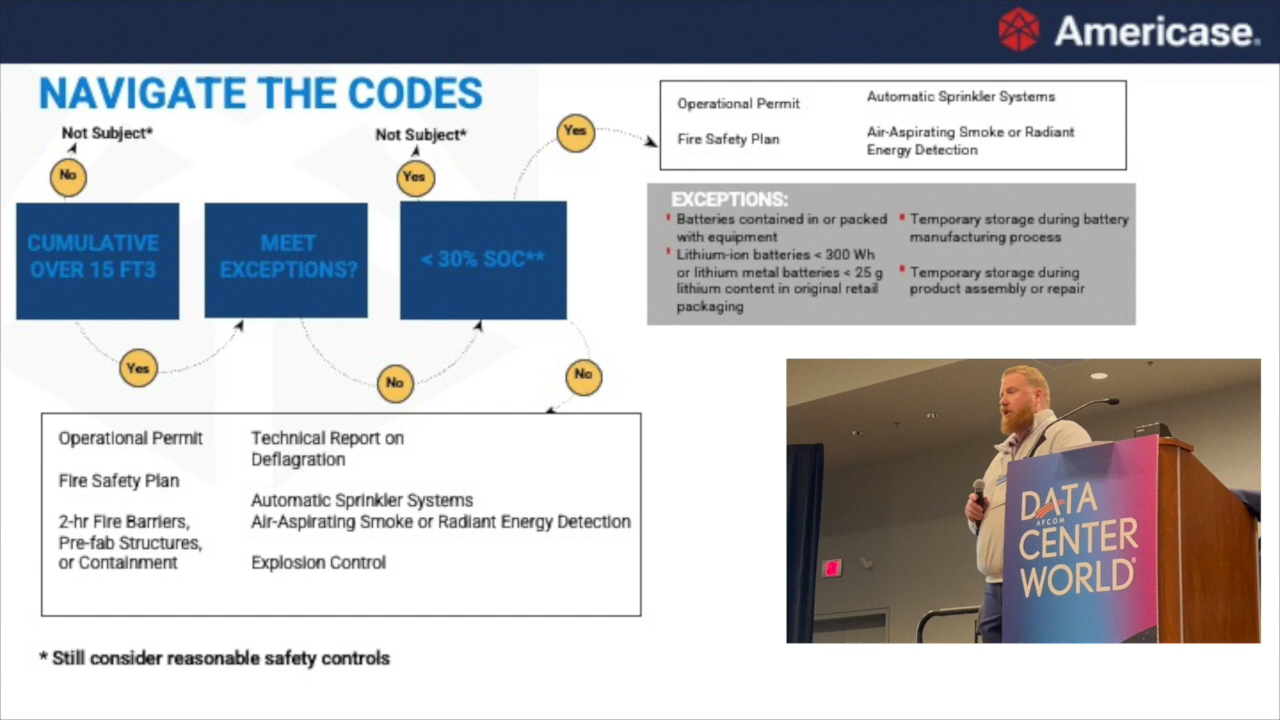 Americase.
NAVIGATE THE CODES
Not Subject*
Not Subject*
No
Yes
Yes
CUMULATIVE
OVER 15 FT3
MEET
EXCEPTIONS?
< 30% SOC**
Yes
No
No
Operational Permit
Fire Safety Plan
Automatic Sprinkler Systems
Air-Aspirating Smoke or Radiant
Energy Detection
EXCEPTIONS:
* Batteries contained in or packed
with equipment
* Lithium-ion batteries < 300 Wh
or lithium metal batteries < 25 g
lithium content in original retail
packaging
* Temporary storage during battery
manufacturing process
* Temporary storage during
product assembly or repair
Operational Permit
Fire Safety Plan
2-hr Fire Barriers,
Pre-fab Structures,
or Containment
Technical Report on
Deflagration
Automatic Sprinkler Systems
Air-Aspirating Smoke or Radiant Energy Detection
Explosion Control
* Still consider reasonable safety controls
DATA
AFCOM
CENTER
WORLD